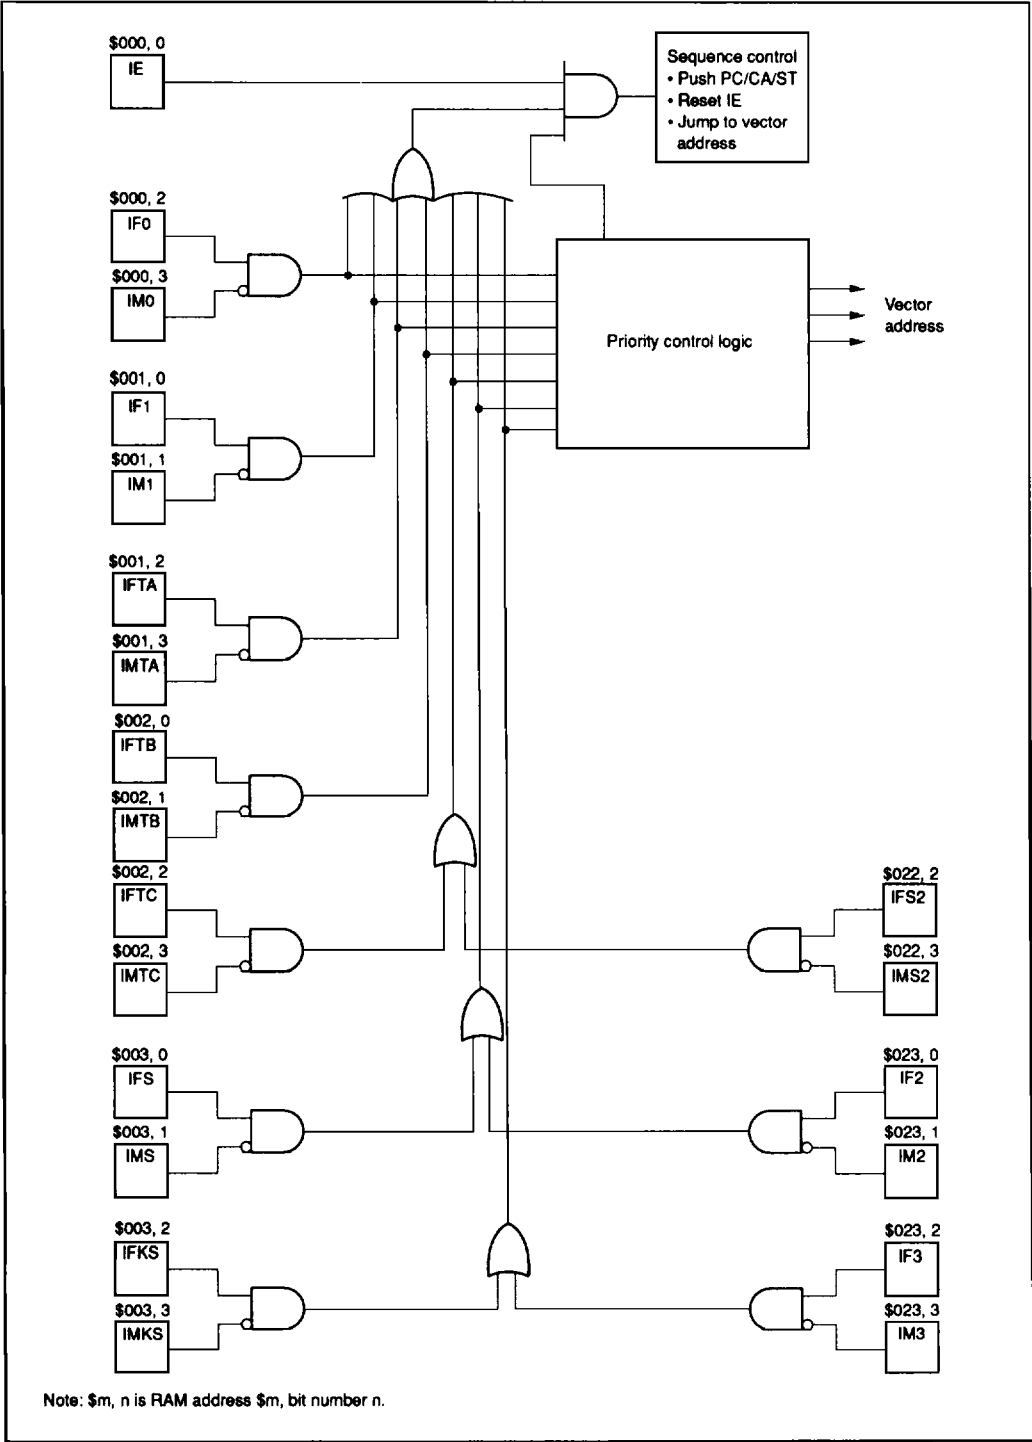 $000, 0
IE
Sequence control
• Push PC/CA/ST
• Reset IE
• Jump to vector
address
$000, 2
IF0
$000, 3
IM0
Priority control logic
Vector
address
$001, 0
IF1
$001, 1
IM1
$001, 2
IFTA
$001, 3
IMTA
$002, 0
IFTB
$002, 1
IMTB
$002, 2
IFTC
$002, 3
IMTC
$022, 2
IFS2
$022, 3
IMS2
$003, 0
IFS
$003, 1
IMS
$023, 0
IF2
$023, 1
IM2
$003, 2
IFKS
$003, 3
IMKS
$023, 2
IF3
$023, 3
IM3
Note: $m, n is RAM address $m, bit number n.